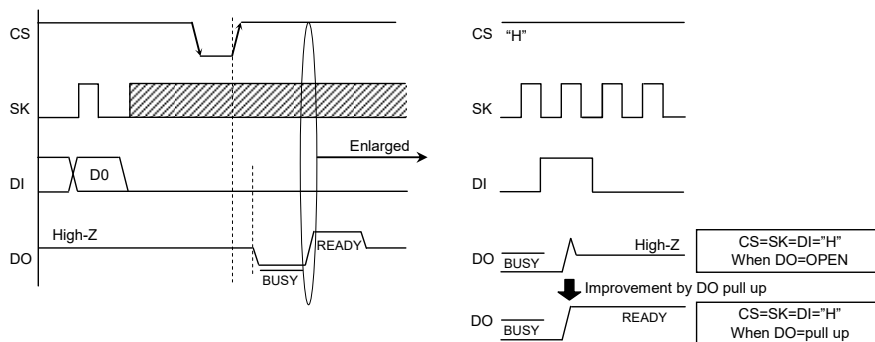 CS
SK
DI
D0
DO
High-Z
BUSY
READY
Enlarged
CS
“H”
SK
DI
DO
BUSY
High-Z
CS=SK=DI=”H”
When DO=OPEN
Improvement by DO pull up
DO
BUSY
READY
CS=SK=DI=”H”
When DO=pull up